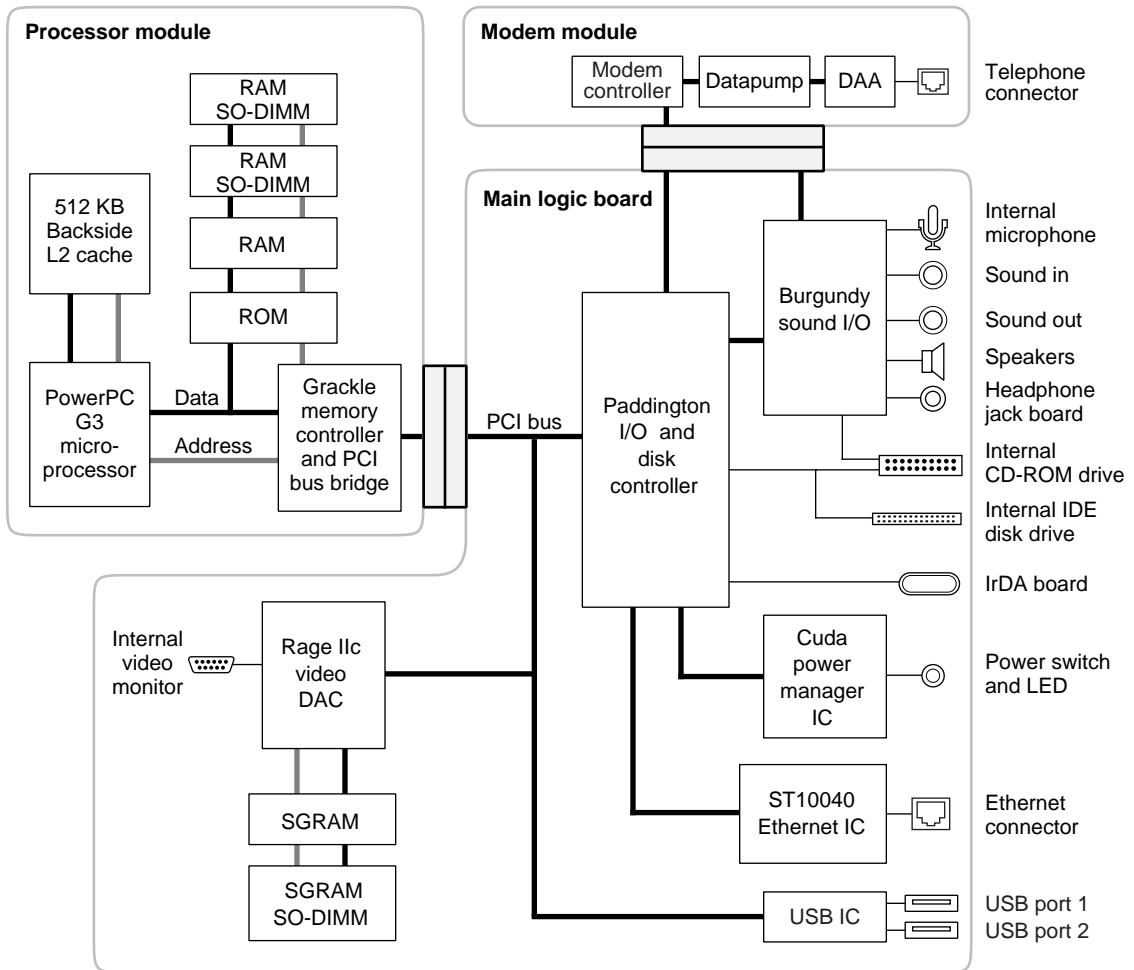 Processor module
RAM
SO-DIMM
RAM
SO-DIMM
512 KB
Backside
L2 cache
RAM
ROM
PowerPC
G3
micro-
processor
Data
Address
Grackle
memory
controller
and PCI
bus bridge
Modem module
Modem
controller
Datapump
DAA
Telephone
connector
Main logic board
PCI bus
Paddington
I/O and
disk
controller
Burgundy
sound I/O
Internal
microphone
Sound in
Sound out
Speakers
Headphone
jack board
Internal
CD-ROM drive
Internal IDE
disk drive
IrDA board
Internal
video
monitor
Rage IIc
video
DAC
SGRAM
SGRAM
SO-DIMM
Cuda
power
manager
IC
Power switch
and LED
ST10040
Ethernet IC
Ethernet
connector
USB IC
USB port 1
USB port 2